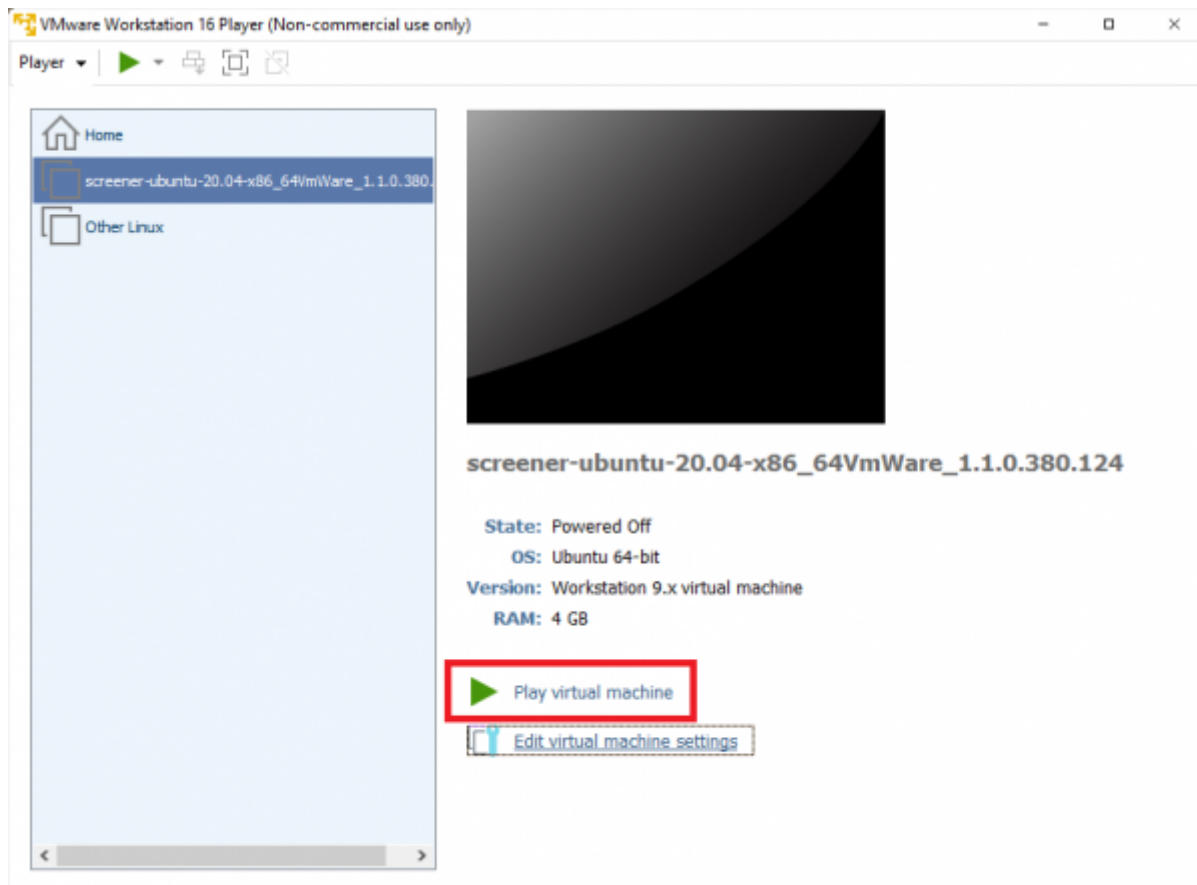 VMware Workstation 16 Player (Non-commercial use only)
Player
Home
screener-ubuntu-20.04-x86_64VmWare_1.1.0.380.
Other Linux
screener-ubuntu-20.04-x86_64VmWare_1.1.0.380.124
State: Powered Off
OS: Ubuntu 64-bit
Version: Workstation 9.x virtual machine
RAM: 4 GB
Play virtual machine
Edit virtual machine settings